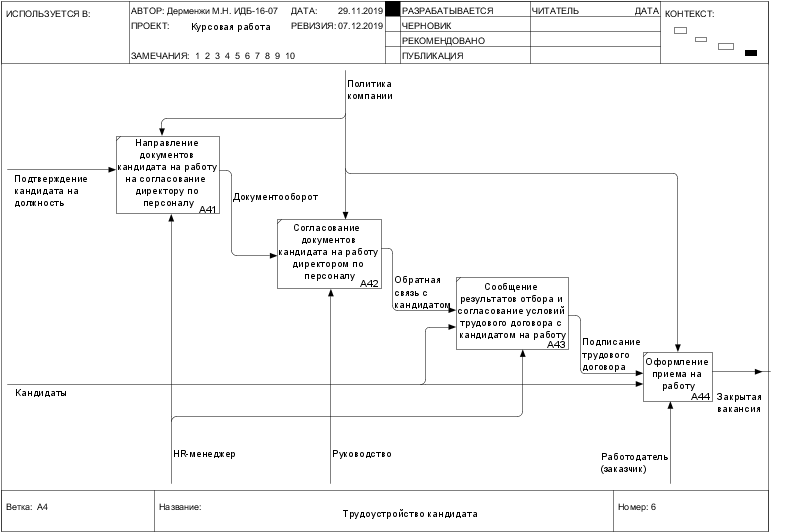 ИСПОЛЬЗУЕТСЯ В:
АВТОР: Дерменжи М.Н. ИДБ-16-07
ДАТА: 29.11.2019
РАЗРАБАТЫВАЕТСЯ
ЧИТАТЕЛЬ
ДАТА
КОНТЕКСТ:
ПРОЕКТ: Курсовая работа
РЕВИЗИЯ: 07.12.2019
ЧЕРНОВИК
РЕКОМЕНДОВАНО
ЗАМЕЧАНИЯ: 1 2 3 4 5 6 7 8 9 10
ПУБЛИКАЦИЯ
Политика
компании
Направление
документов
кандидата на работу
на согласование
директору по
персоналу
A41
Подтверждение
кандидата на
должность
Документооборот
Согласование
документов
кандидата на работу
директором по
персоналу
A42
Обратная
связь с
кандидатом
Сообщение
результатов отбора и
согласование условий
трудового договора с
кандидатом на работу
A43
Подписание
трудового
договора
Оформление
приема на
работу
A44
Кандидаты
Закрытая
вакансия
HR-менеджер
Руководство
Работодатель
(заказчик)
Ветка: A4
Название:
Трудоустройство кандидата
Номер: 6